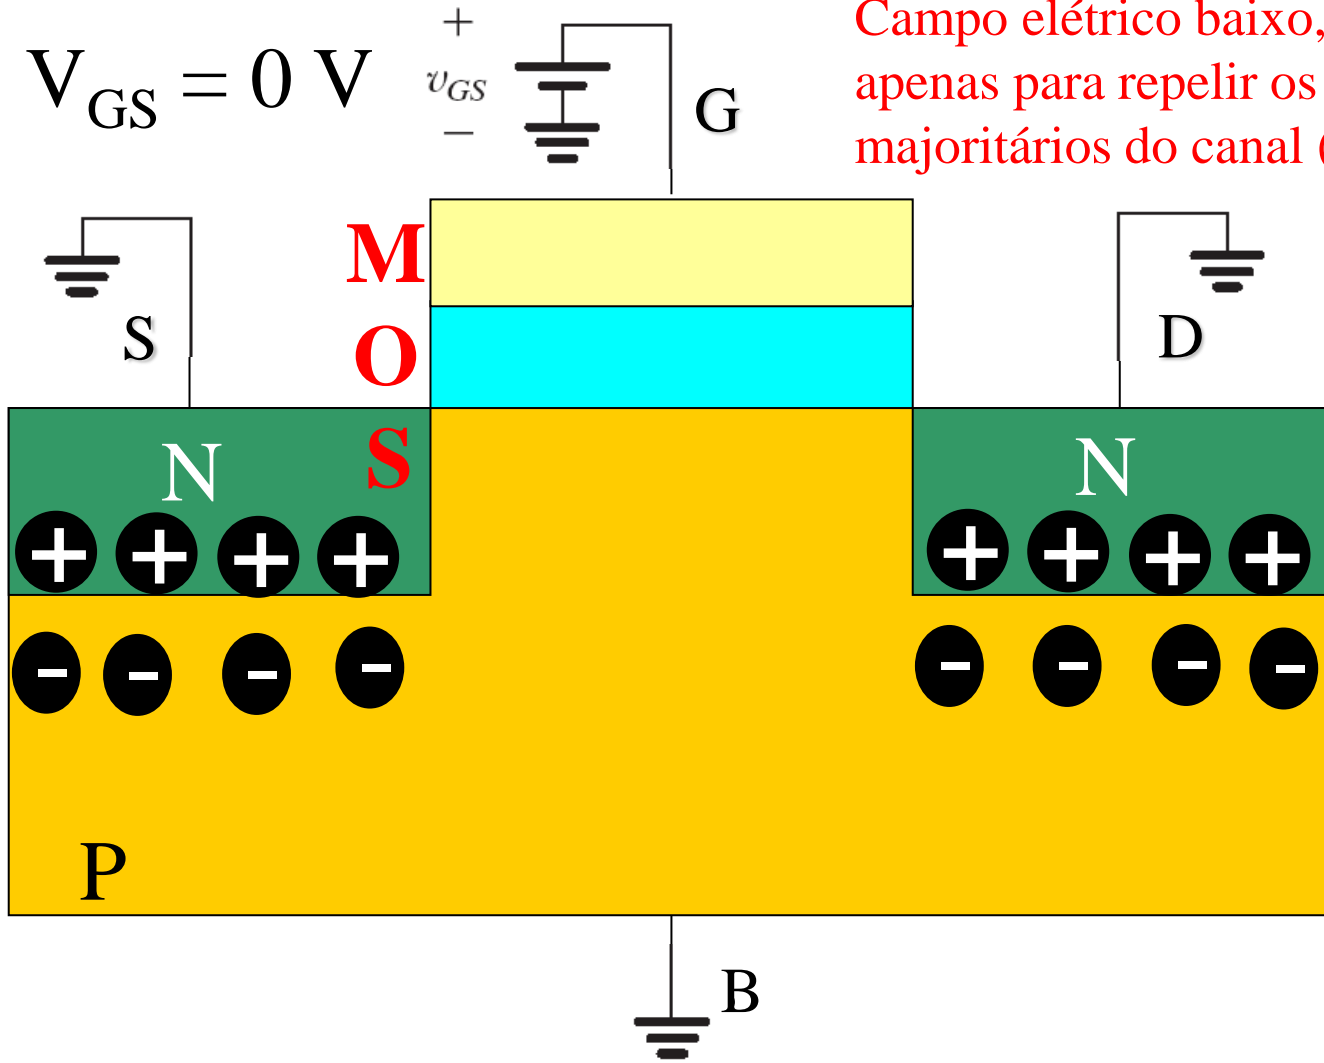 V_GS = 0 V
+
v_GS
−
G
Campo elétrico baixo,
apenas para repelir os
majoritários do canal (
M
O
S
S
D
N
N
+ + + +
+ + + +
- - - -
- - - -
P
B